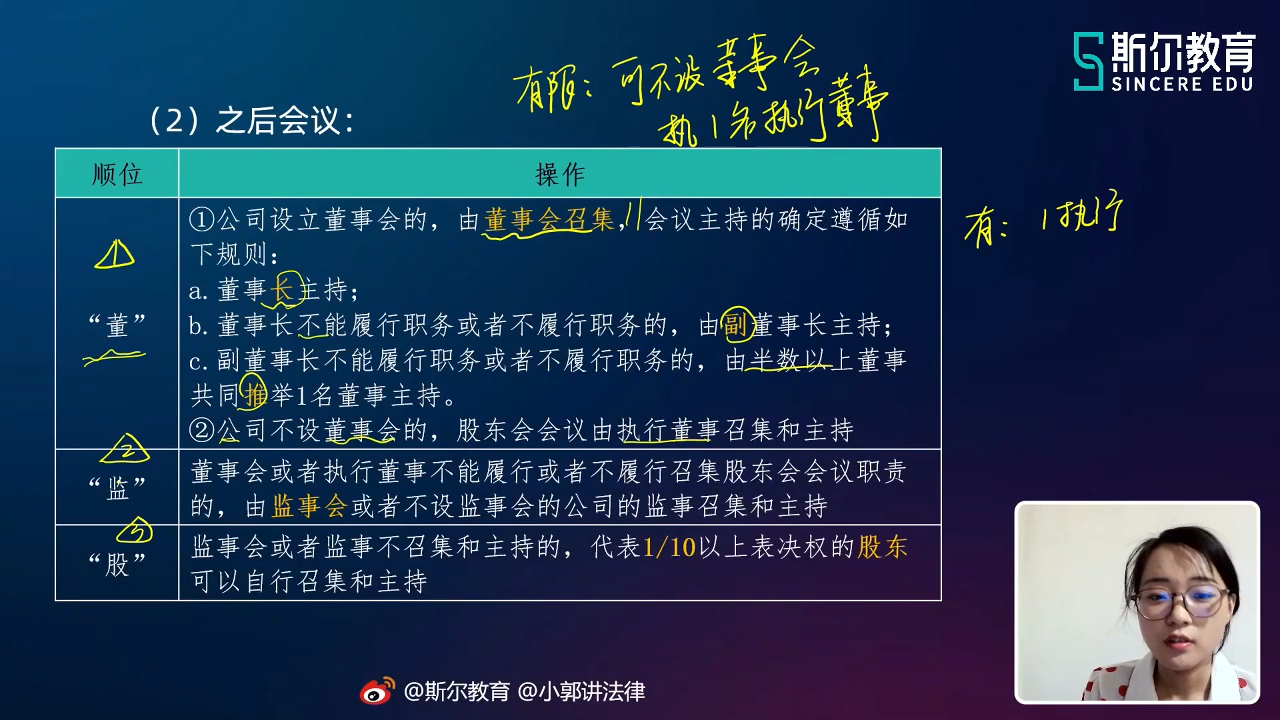 斯尔教育
SINCERE EDU
有限：可不设董事会
执1名执行董事
（2）之后会议：
顺位
操作
有：1执行
①
“董”
①公司设立董事会的，由董事会召集，会议主持的确定遵循如
下规则：
a.董事长主持；
b.董事长不能履行职务或者不履行职务的，由副董事长主持；
c.副董事长不能履行职务或者不履行职务的，由半数以上董事
共同推举1名董事主持。
②公司不设董事会的，股东会会议由执行董事召集和主持
2
“监”
董事会或者执行董事不能履行或者不履行召集股东会会议职责
的，由监事会或者不设监事会的公司的监事召集和主持
3
“股”
监事会或者监事不召集和主持的，代表1/10以上表决权的股东
可以自行召集和主持
@斯尔教育 @小郭讲法律